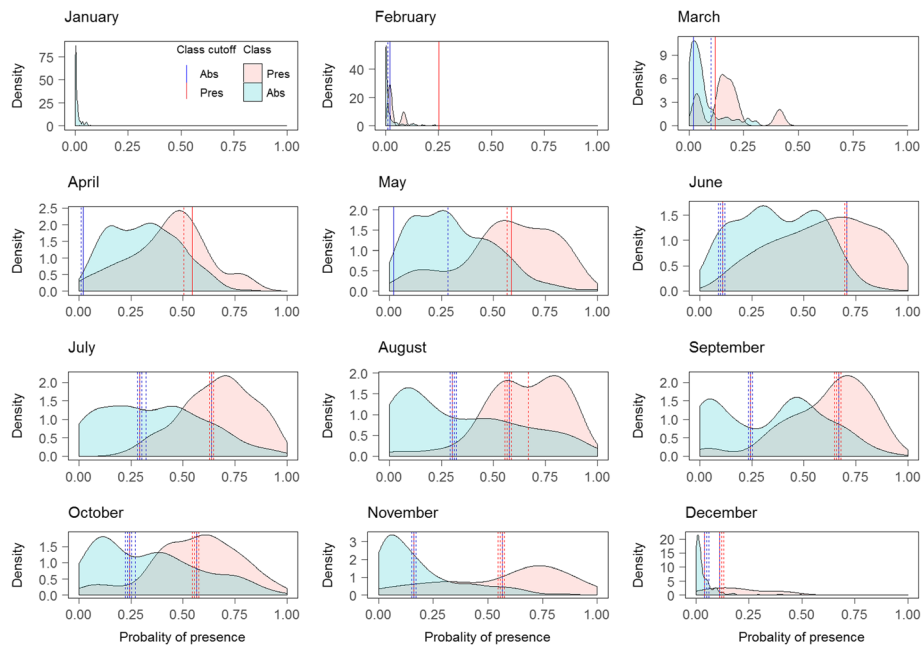 January
February
March
Density
75
50
25
0
0.00 0.25 0.50 0.75 1.00
Class cutoff
Abs
Pres
Class
Pres
Abs
Density
40
20
0
0.00 0.25 0.50 0.75 1.00
Density
9
6
3
0
0.00 0.25 0.50 0.75 1.00
April
May
June
Density
2.5
2.0
1.5
1.0
0.5
0.0
0.00 0.25 0.50 0.75 1.00
Density
2.0
1.5
1.0
0.5
0.0
0.00 0.25 0.50 0.75 1.00
Density
1.5
1.0
0.5
0.0
0.00 0.25 0.50 0.75 1.00
July
August
September
Density
2.0
1.5
1.0
0.5
0.0
0.00 0.25 0.50 0.75 1.00
Density
2.0
1.5
1.0
0.5
0.0
0.00 0.25 0.50 0.75 1.00
Density
2.0
1.5
1.0
0.5
0.0
0.00 0.25 0.50 0.75 1.00
October
November
December
Density
1.5
1.0
0.5
0.0
0.00 0.25 0.50 0.75 1.00
Probality of presence
Density
3
2
1
0
0.00 0.25 0.50 0.75 1.00
Probality of presence
Density
20
15
10
5
0
0.00 0.25 0.50 0.75 1.00
Probality of presence